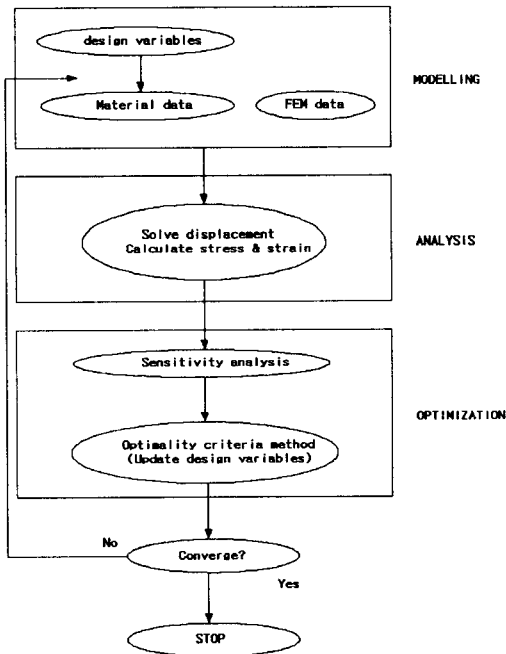 design variables
MODELLING
Material data
FEM data
Solve displacement
Calculate stress & strain
ANALYSIS
Sensitivity analysis
OPTIMIZATION
Optimality criteria method
(Update design variables)
No
Converge?
Yes
STOP